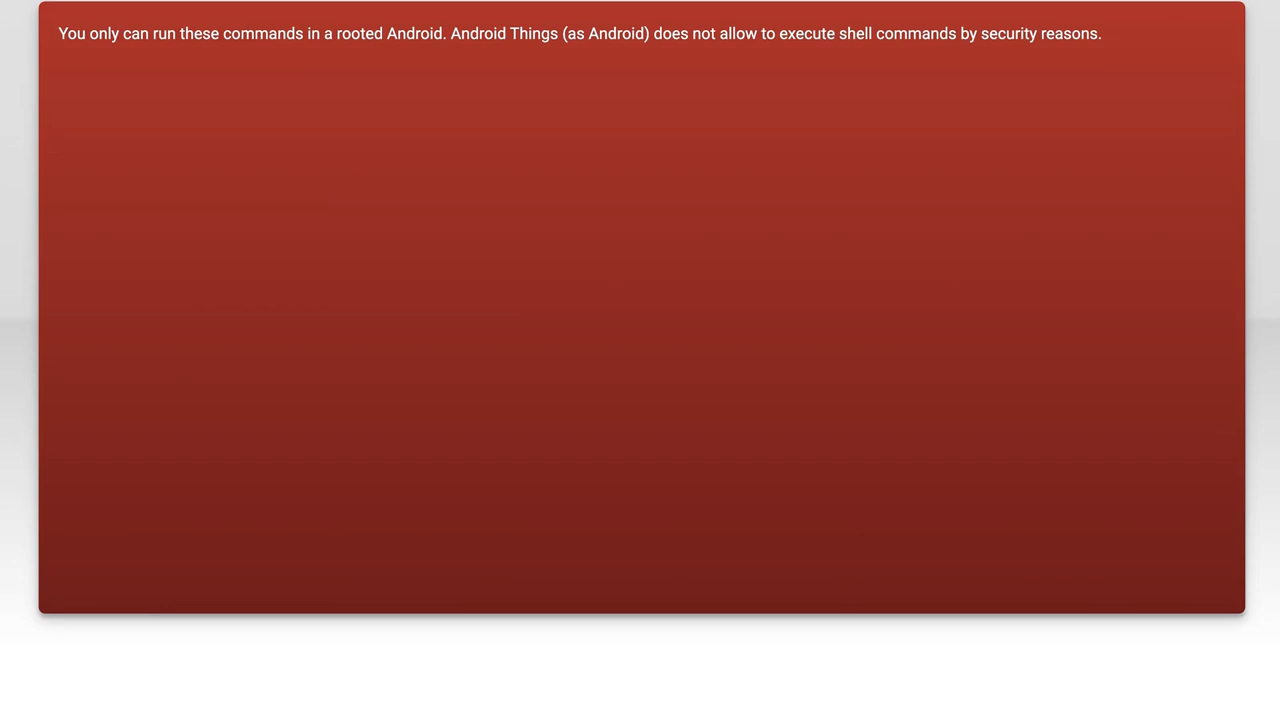 You only can run these commands in a rooted Android. Android Things (as Android) does not allow to execute shell commands by security reasons.